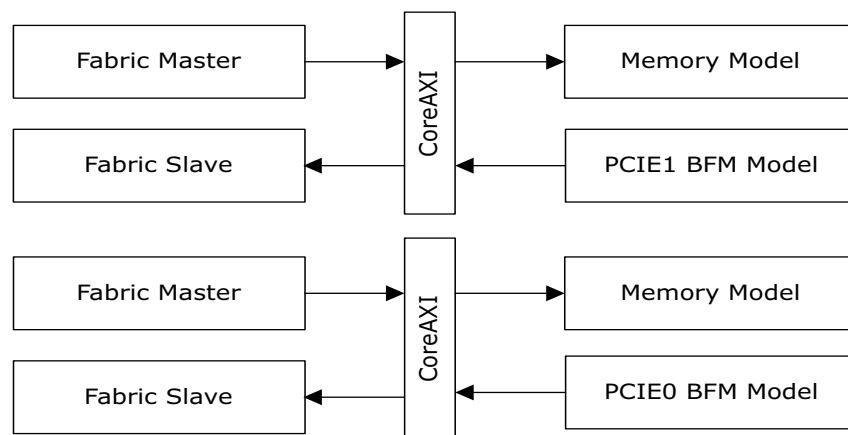 Fabric Master
CoreAXI
Memory Model
Fabric Slave
PCIE1 BFM Model
Fabric Master
CoreAXI
Memory Model
Fabric Slave
PCIE0 BFM Model